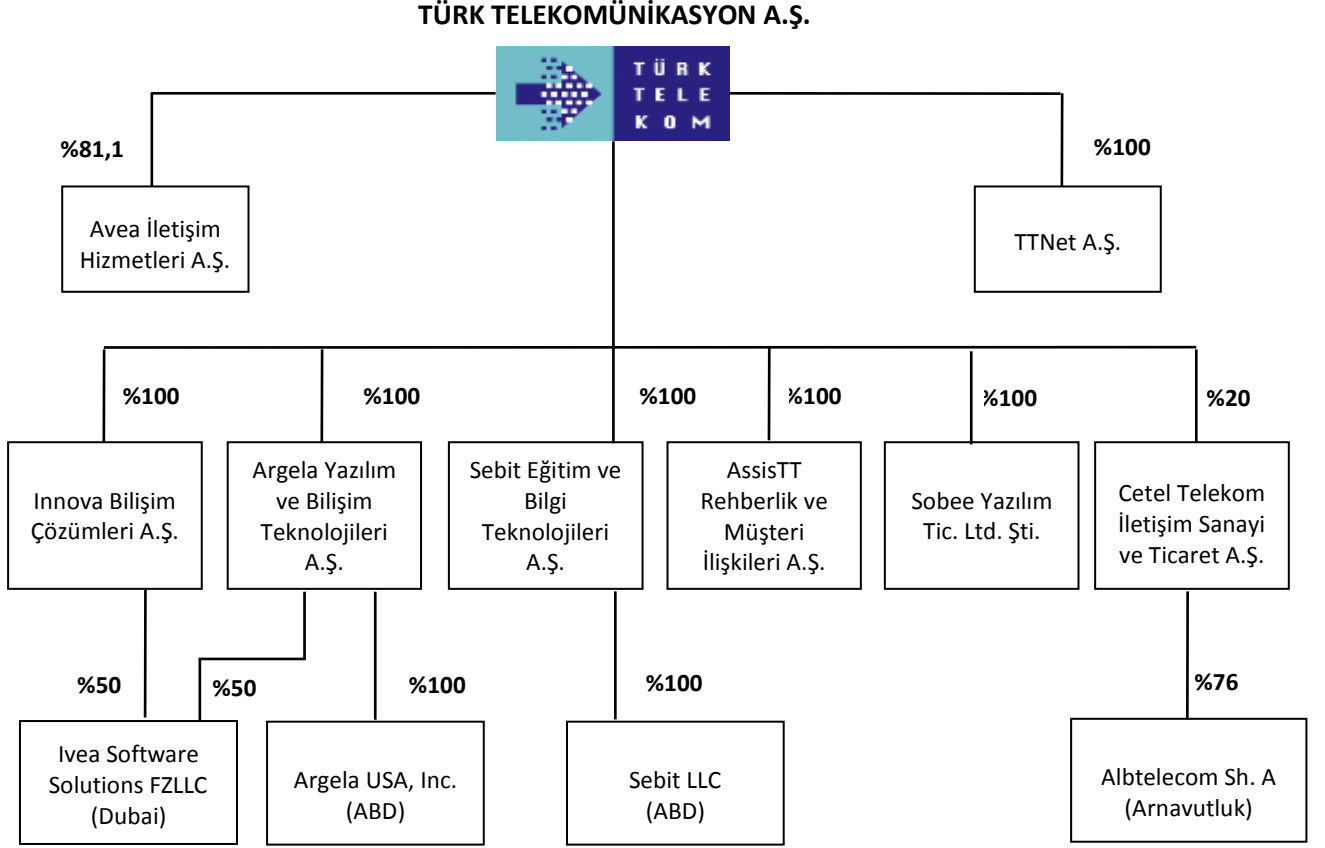 TÜRK TELEKOMÜNİKASYON A.Ş.
TÜRK
TELE
KOM
%81,1
%100
Avea İletişim
Hizmetleri A.Ş.
TTNet A.Ş.
%100
%100
%100
%100
%100
%20
Innova Bilişim
Çözümleri A.Ş.
Argela Yazılım
ve Bilişim
Teknolojileri
A.Ş.
Sebit Eğitim ve
Bilgi
Teknolojileri
A.Ş.
AssisTT
Rehberlik ve
Müşteri
İlişkileri A.Ş.
Sobee Yazılım
Tic. Ltd. Şti.
Cetel Telekom
İletişim Sanayi
ve Ticaret A.Ş.
%50
%50
%100
%100
%76
Ivea Software
Solutions FZLLC
(Dubai)
Argela USA, Inc.
(ABD)
Sebit LLC
(ABD)
Albtelecom Sh. A
(Arnavutluk)